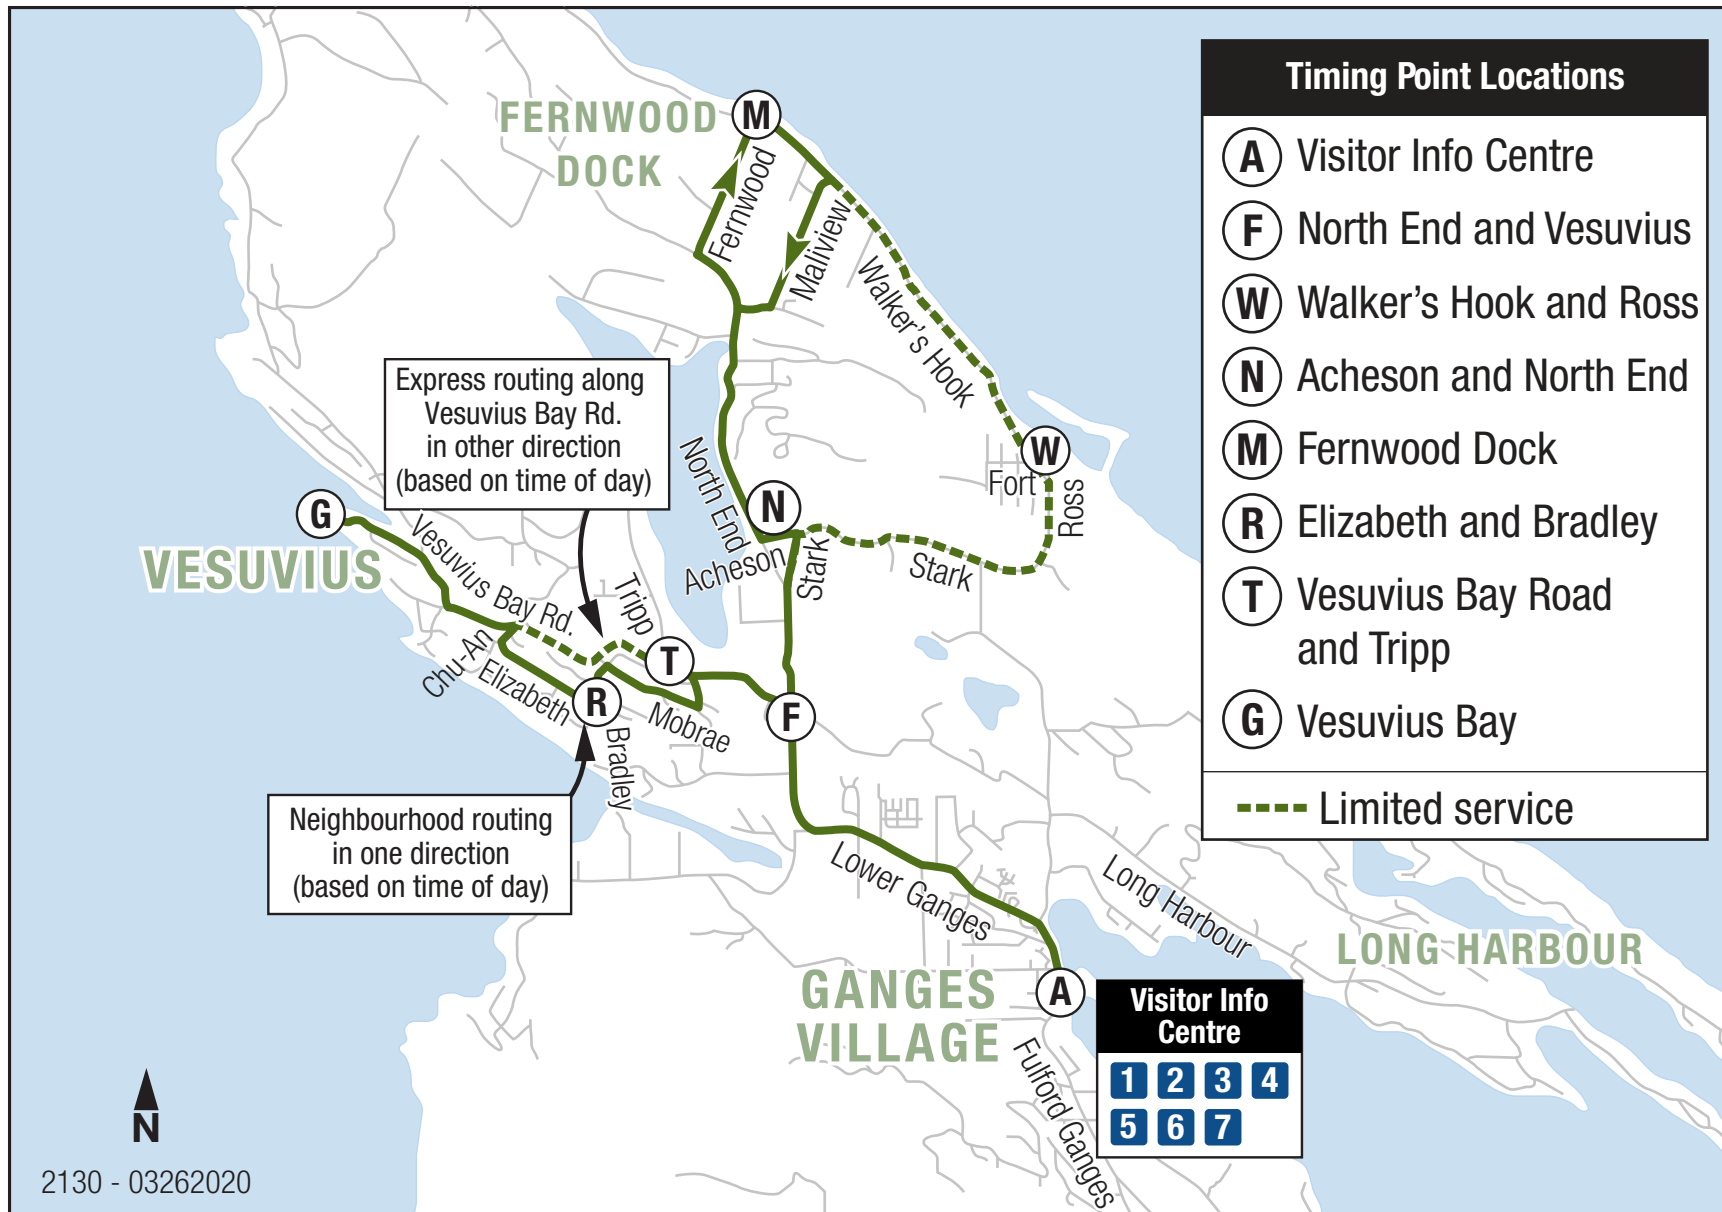 FERNWOOD
DOCK
M
Fernwood
Maliview
Walker's Hook
Express routing along
Vesuvius Bay Rd.
in other direction
(based on time of day)
North End
N
Acheson
Stark
Stark
W
Fort
Ross
G
VESUVIUS
Vesuvius Bay Rd.
Tripp
T
Chu-An
Elizabeth
R
Mobrae
Bradley
F
Neighbourhood routing
in one direction
(based on time of day)
Lower Ganges
Long Harbour
LONG HARBOUR
GANGES
VILLAGE
A
Visitor Info
Centre
1 2 3 4
5 6 7
Fulford Ganges
N
2130 - 03262020
Timing Point Locations
A Visitor Info Centre
F North End and Vesuvius
W Walker's Hook and Ross
N Acheson and North End
M Fernwood Dock
R Elizabeth and Bradley
T Vesuvius Bay Road
and Tripp
G Vesuvius Bay
Limited service